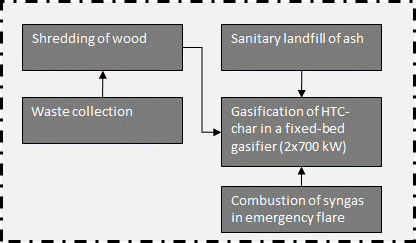 Shredding of wood
Sanitary landfill of ash
Waste collection
Gasification of HTC-
char in a fixed-bed
gasifier (2x700 kW)
Combustion of syngas
in emergency flare